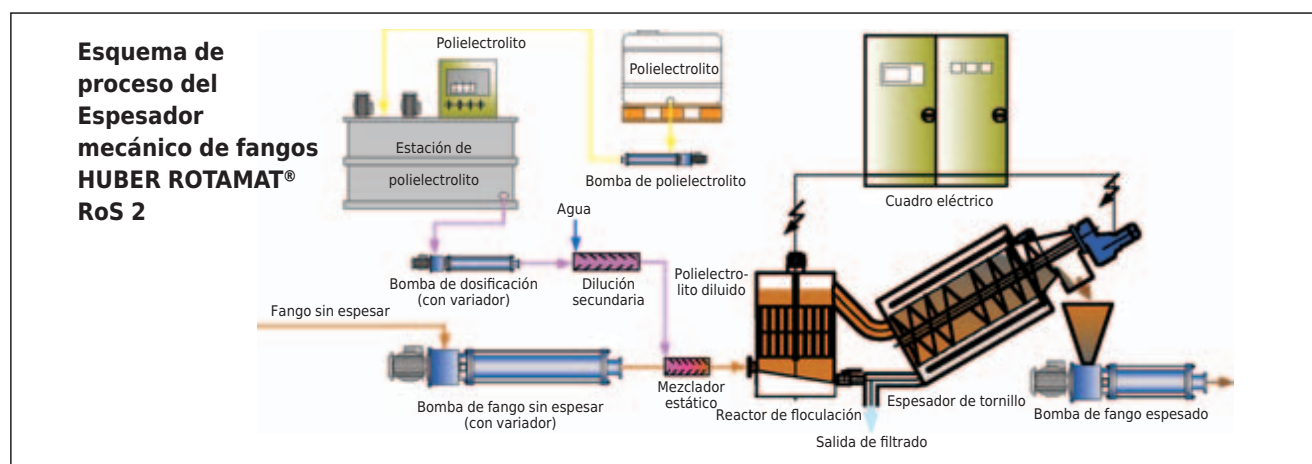 Esquema de
proceso del
Espesador
mecánico de fangos
HUBER ROTAMAT®
RoS 2
Polielectrolito
Polielectrolito
Estación de
polielectrolito
Bomba de polielectrolito
Cuadro eléctrico
Agua
Bomba de dosificación
(con variador)
Dilución
secundaria
Polielectro-
lito diluido
Fango sin espesar
Bomba de fango sin espesar
(con variador)
Mezclador
estático
Reactor de floculación
Espesador de tornillo
Bomba de fango espesado
Salida de filtrado